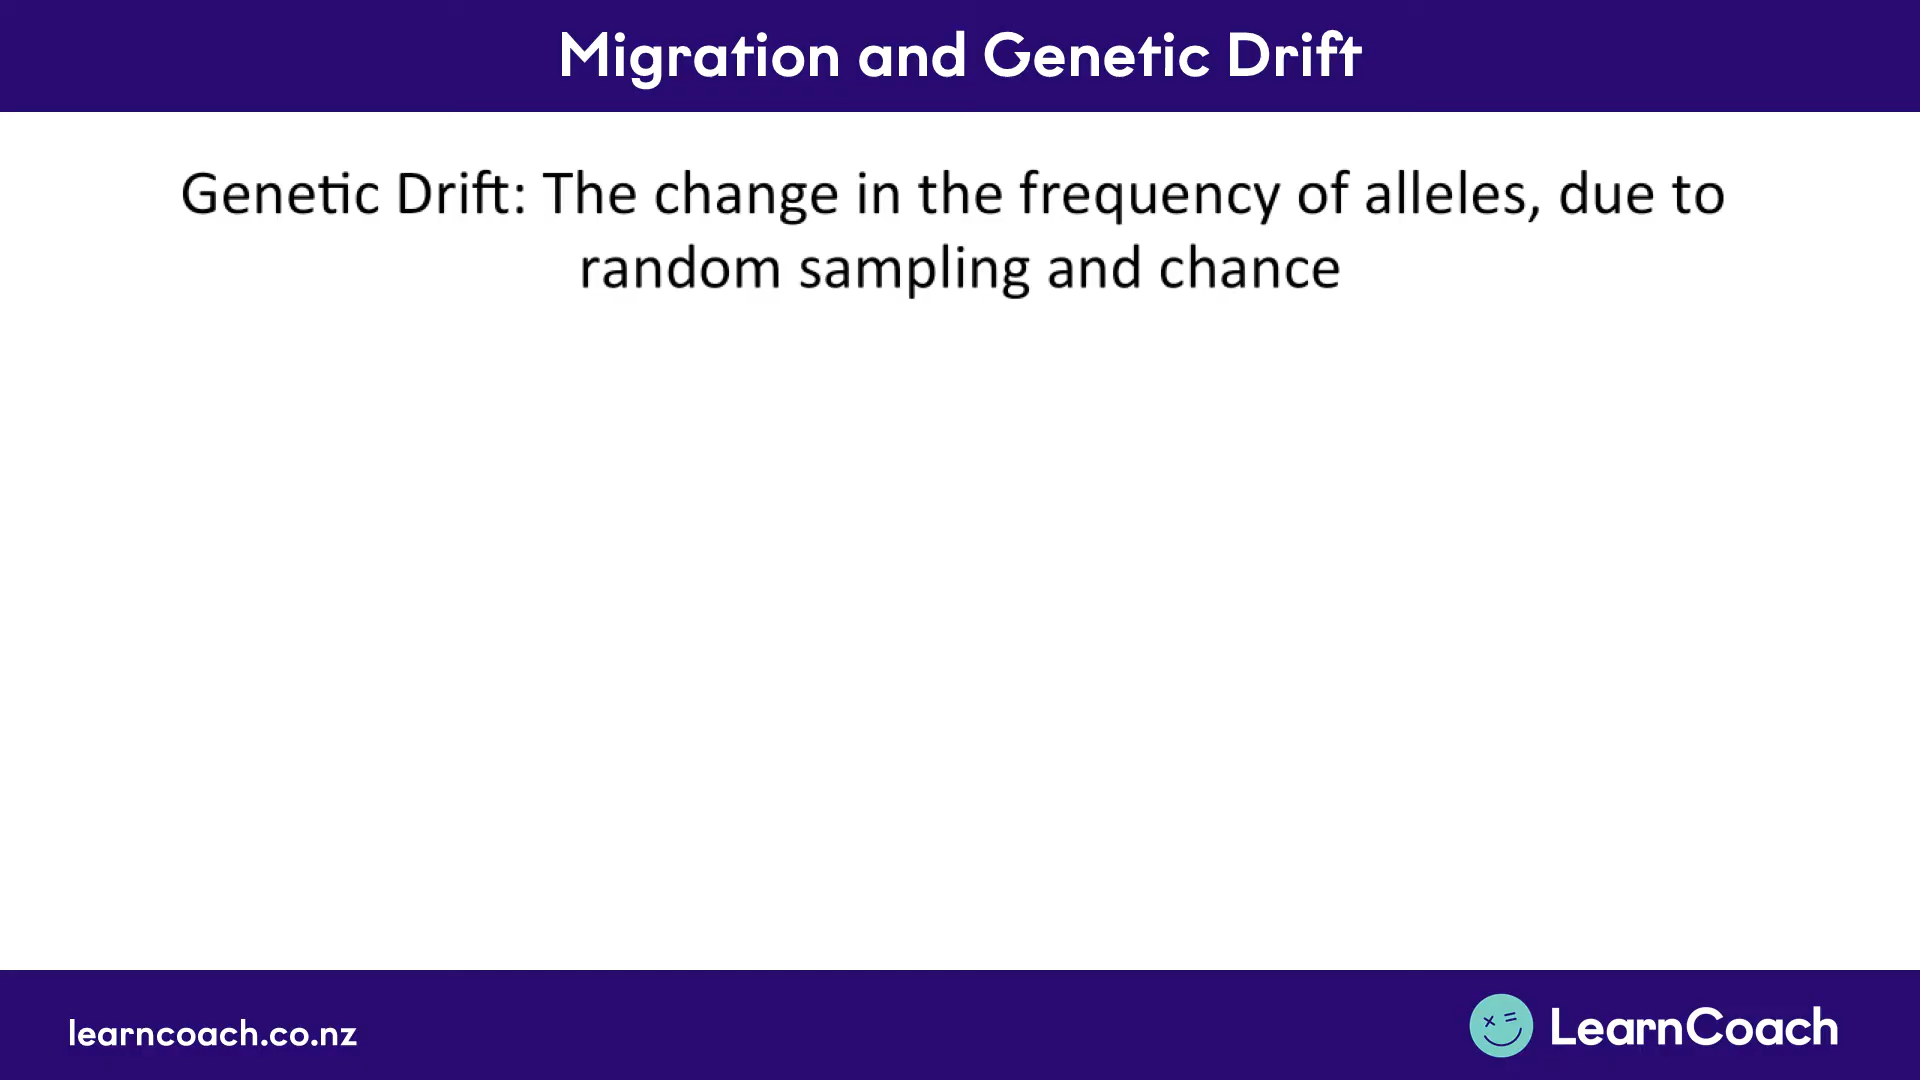 Migration and Genetic Drift
Genetic Drift: The change in the frequency of alleles, due to
random sampling and chance
learncoach.co.nz
LearnCoach